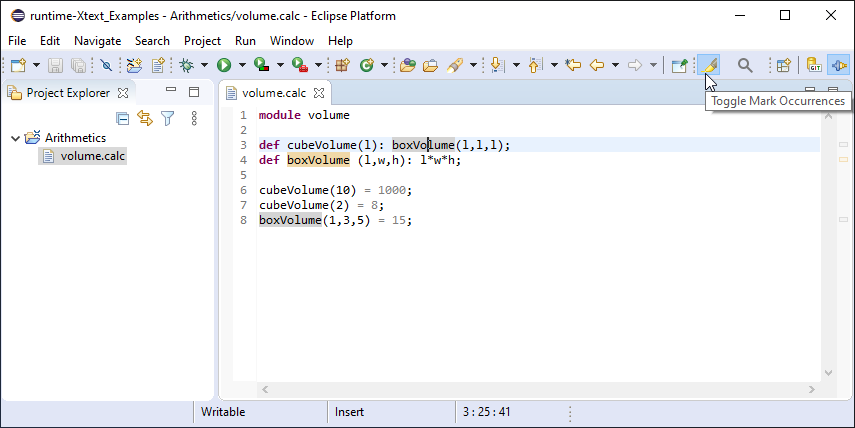 runtime-Xtext_Examples - Arithmetics/volume.calc - Eclipse Platform
File Edit Navigate Search Project Run Window Help
GIT
Toggle Mark Occurrences
Project Explorer
Arithmetics
volume.calc
volume.calc
1 module volume
2
3 def cubeVolume(l): boxVolume(l,l,l);
4 def boxVolume (l,w,h): l*w*h;
5
6 cubeVolume(10) = 1000;
7 cubeVolume(2) = 8;
8 boxVolume(1,3,5) = 15;
Writable Insert 3 : 25 : 41